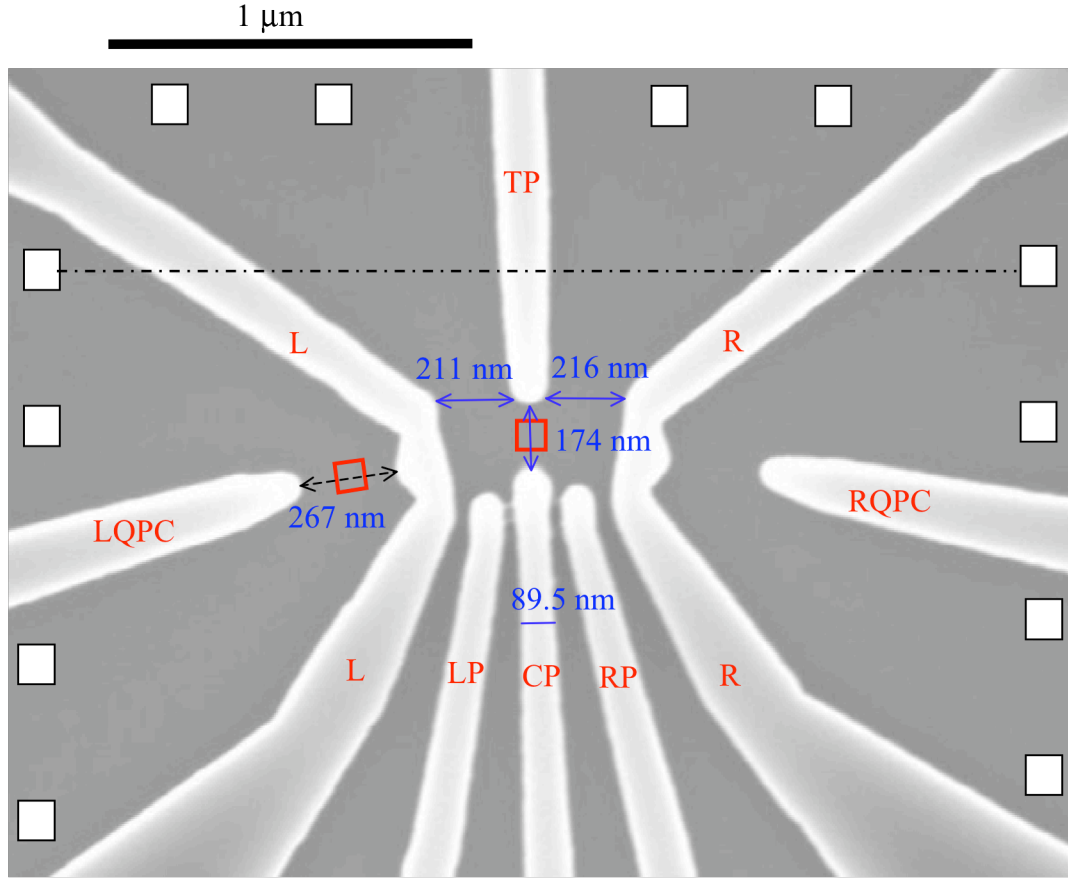 1 μm
TP
L
R
211 nm
216 nm
174 nm
LQPC
267 nm
RQPC
89.5 nm
L
LP
CP
RP
R